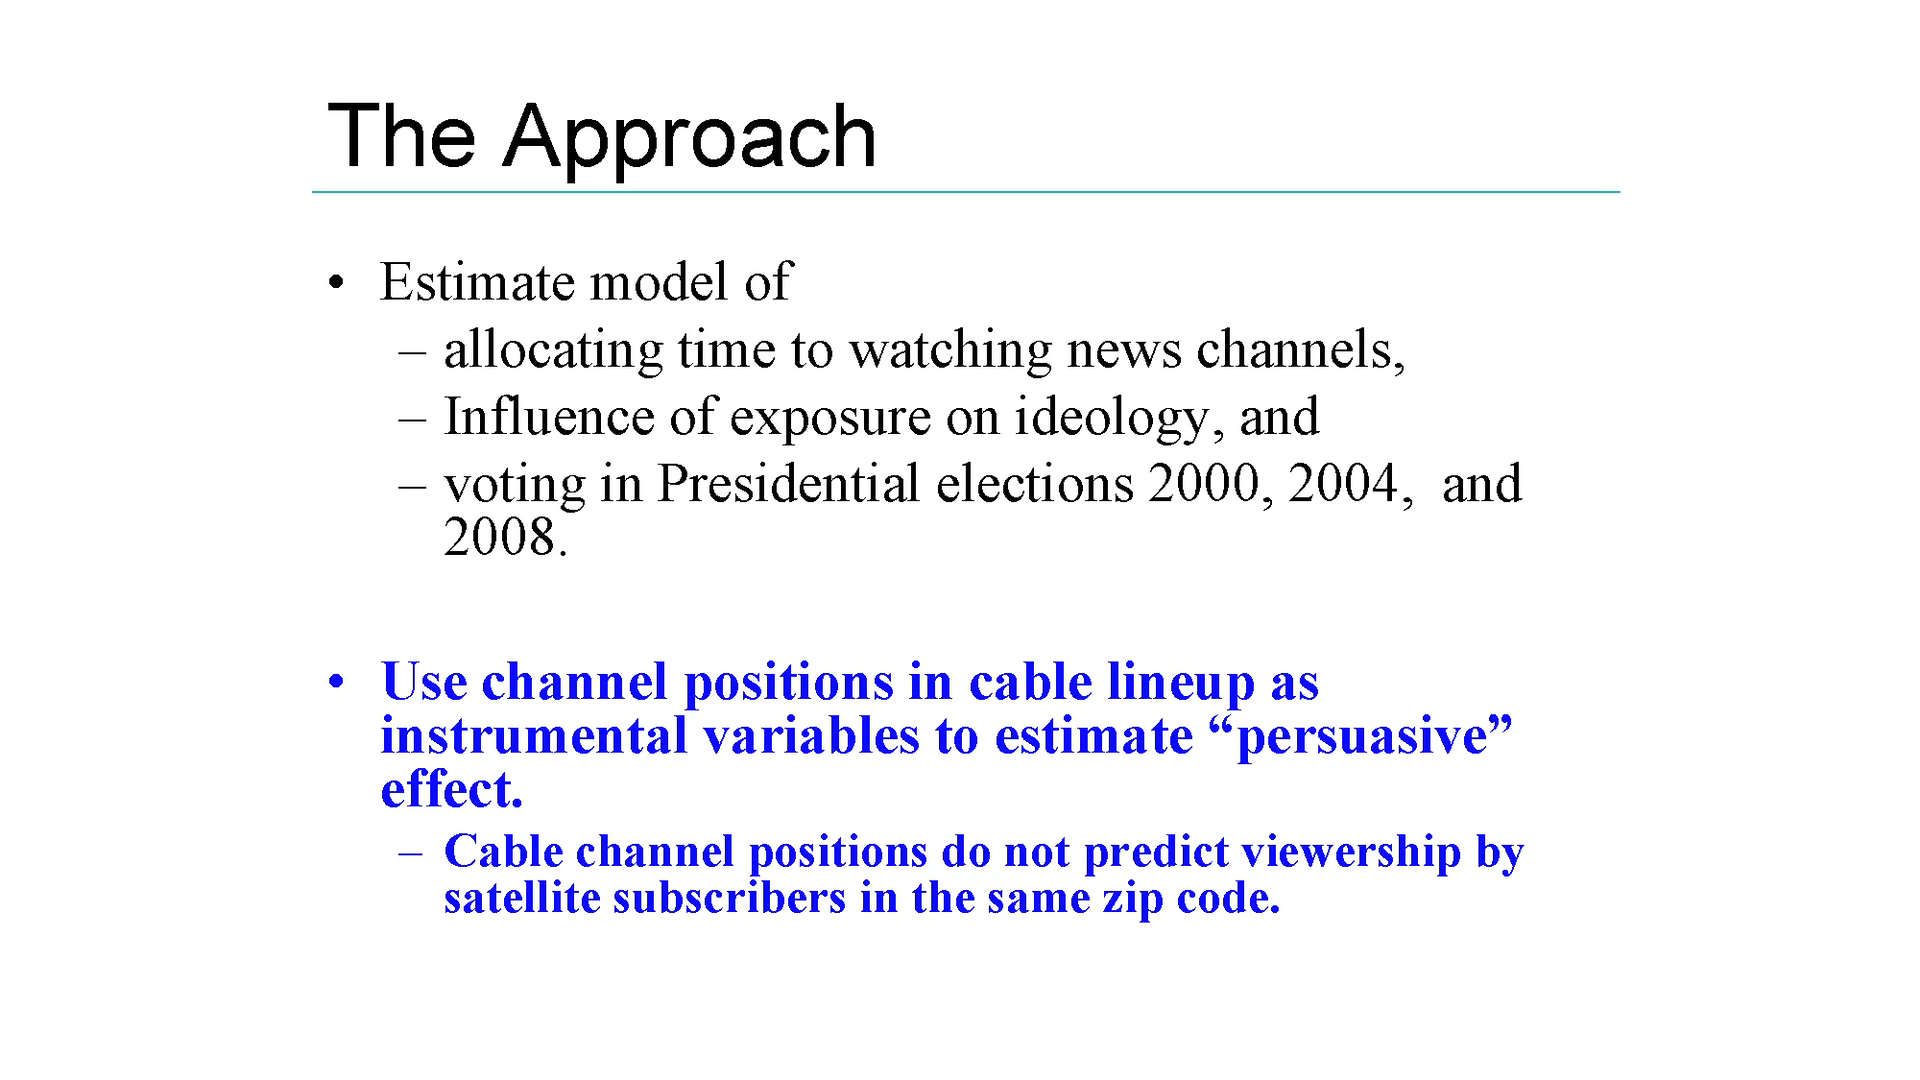 The Approach
• Estimate model of
– allocating time to watching news channels,
– Influence of exposure on ideology, and
– voting in Presidential elections 2000, 2004,  and
2008.
• Use channel positions in cable lineup as
instrumental variables to estimate “persuasive”
effect.
– Cable channel positions do not predict viewership by
satellite subscribers in the same zip code.